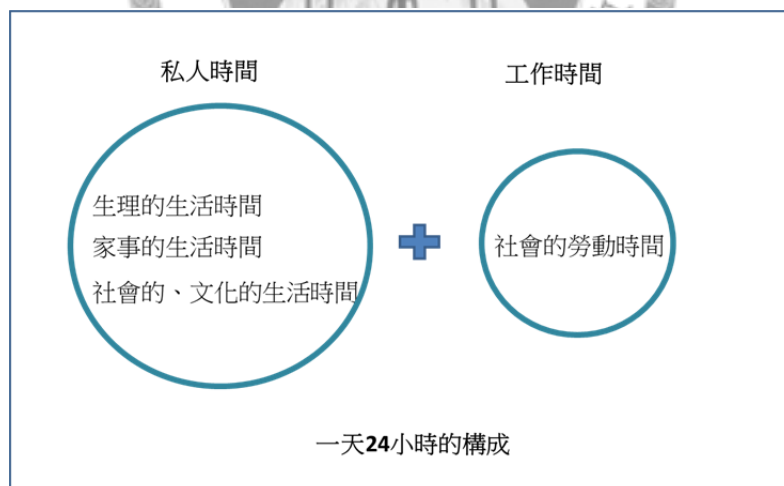 私人時間
工作時間
生理的生活時間
家事的生活時間
社會的、文化的生活時間
社會的勞動時間
一天24小時的構成